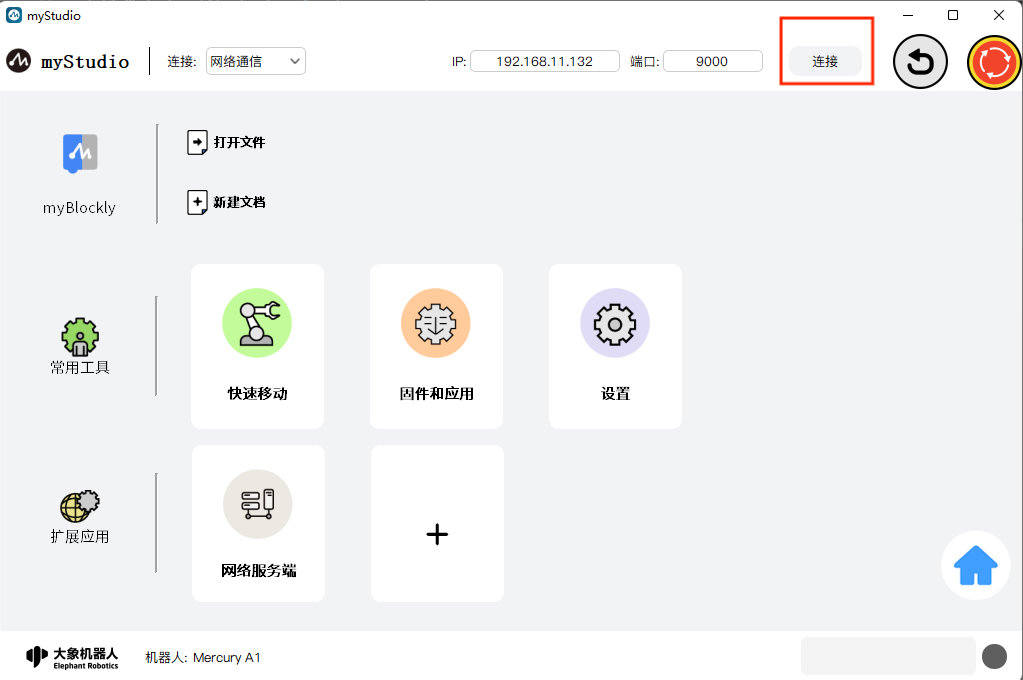 myStudio
myStudio 连接: 网络通信 IP: 192.168.11.132 端口: 9000 连接
打开文件
myBlockly
新建文档
常用工具
快速移动 固件和应用 设置
扩展应用
网络服务端
大象机器人
Elephant Robotics
机器人: Mercury A1